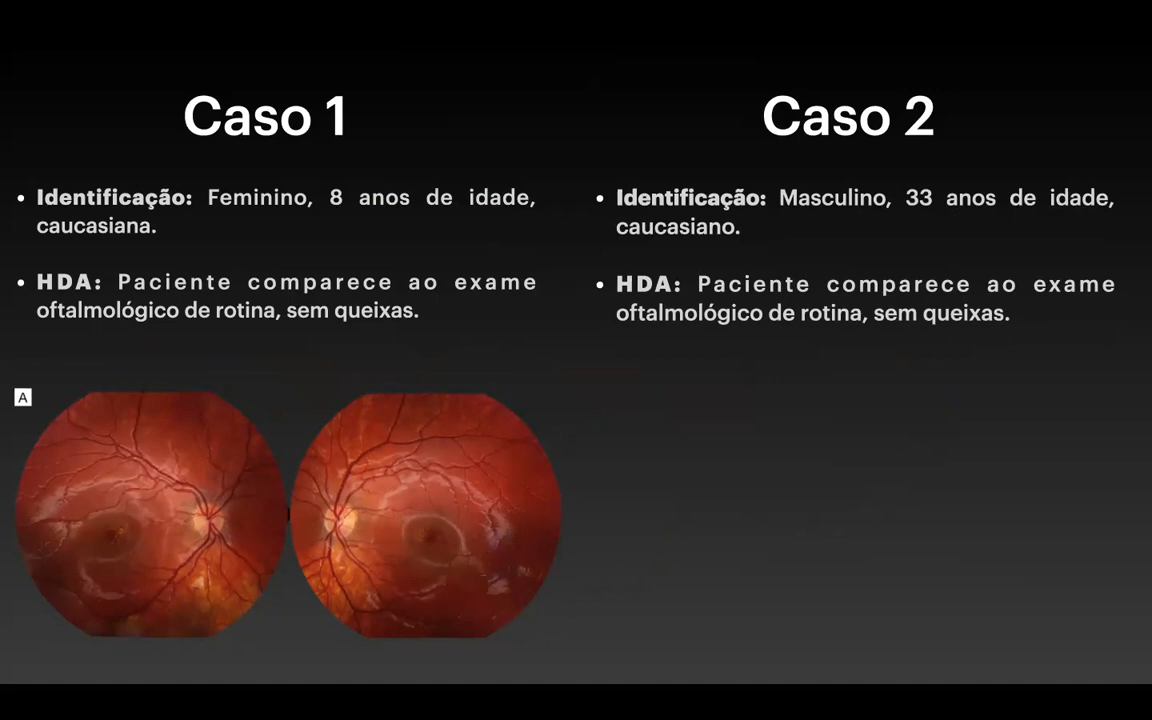 Caso 1
• Identificação: Feminino, 8 anos de idade,
caucasiana.
• HDA: Paciente comparece ao exame
oftalmológico de rotina, sem queixas.
A
Caso 2
• Identificação: Masculino, 33 anos de idade,
caucasiano.
• HDA: Paciente comparece ao exame
oftalmológico de rotina, sem queixas.